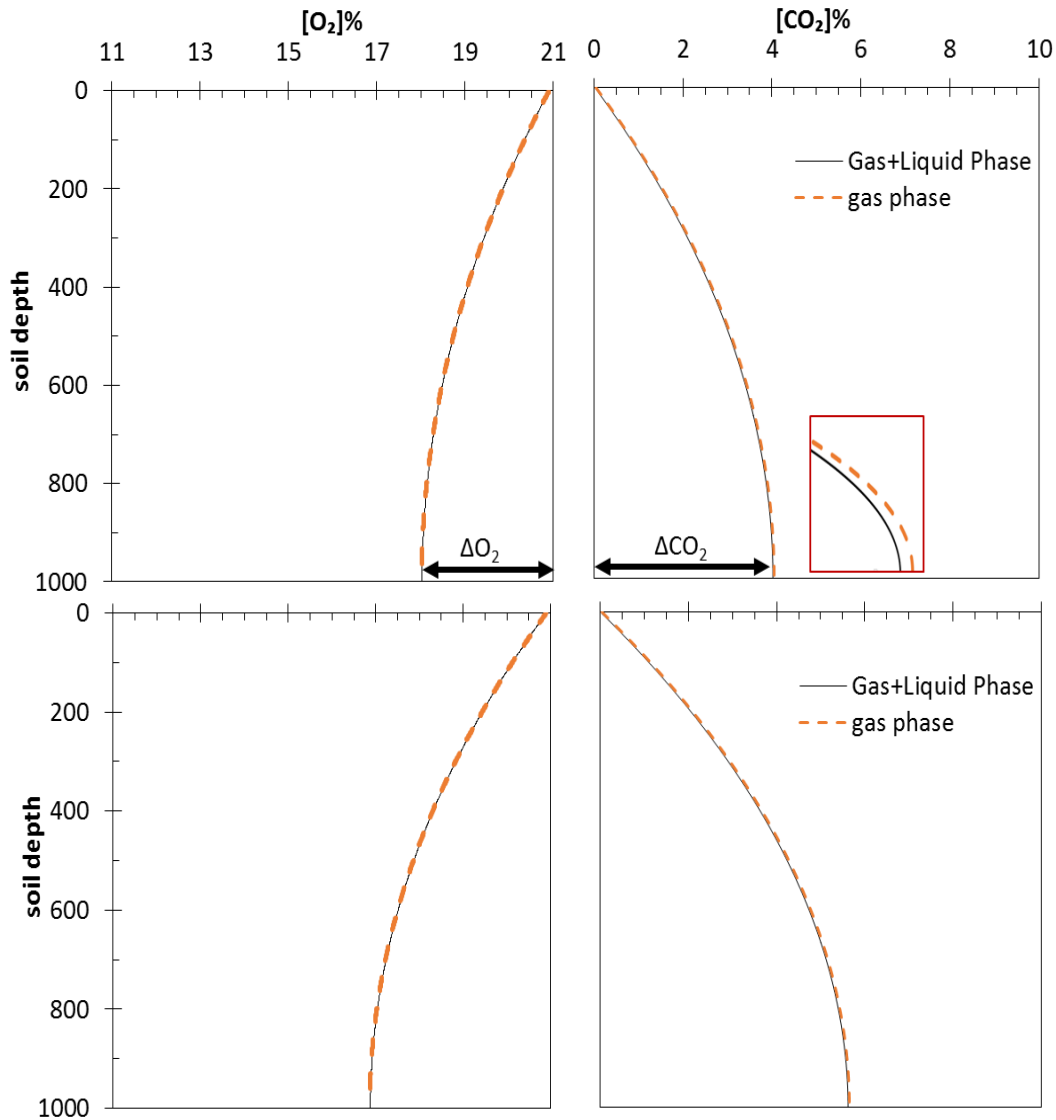 [O₂]%
[CO₂]%
11 13 15 17 19 21
0 2 4 6 8 10
0
200
400
600
800
1000
soil depth
Gas+Liquid Phase
gas phase
ΔO₂
ΔCO₂
0
200
400
600
800
1000
soil depth
Gas+Liquid Phase
gas phase